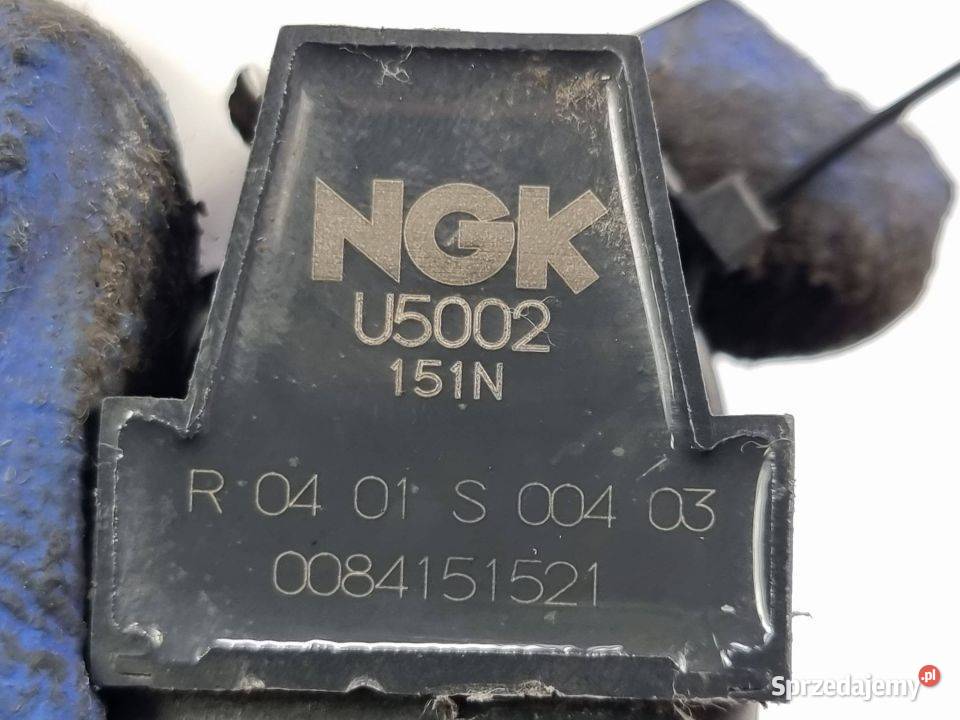 NGK
U5002
151N
R 04 01 S 004 03
0084151521
Sprzedajemy.pl